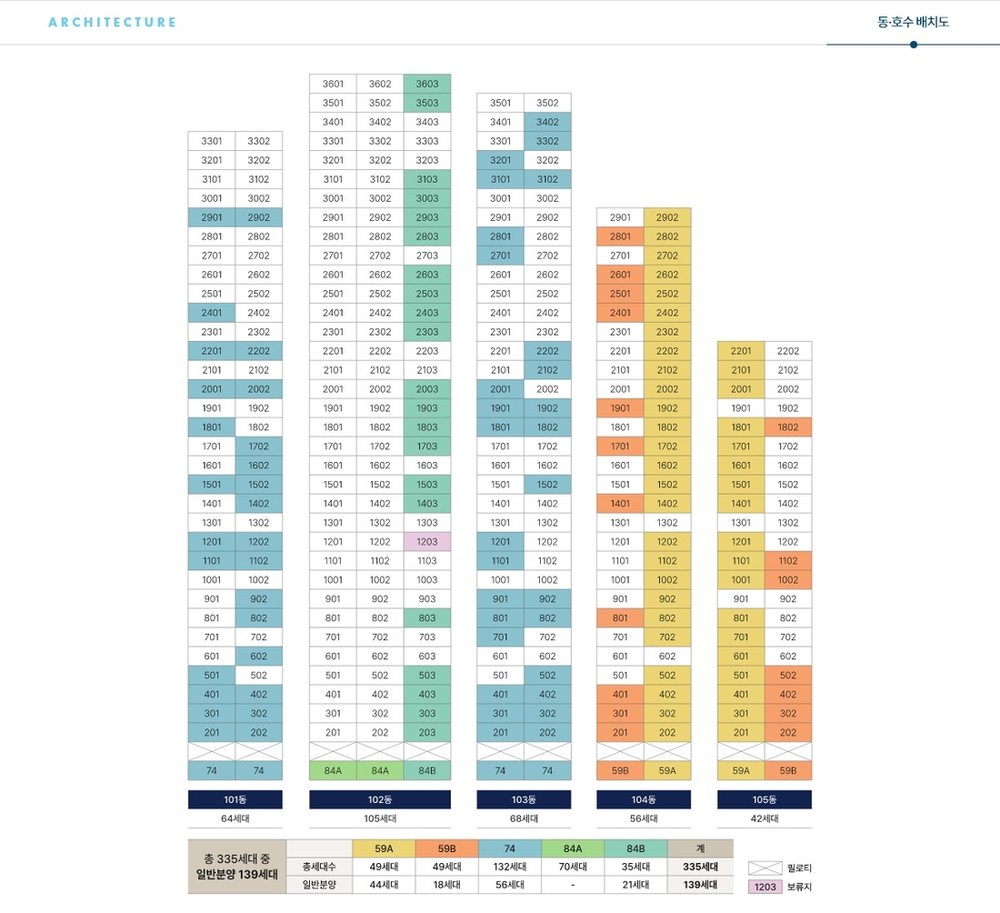 ARCHITECTURE
동·호수 배치도
3601 3602 3603
3501 3502 3503 3501 3502
3401 3402 3403 3401 3402
3301 3302 3301 3302 3303 3301 3302
3201 3202 3201 3202 3203 3201 3202
3101 3102 3101 3102 3103 3101 3102
3001 3002 3001 3002 3003 3001 3002
2901 2902 2901 2902 2903 2901 2902 2901 2902
2801 2802 2801 2802 2803 2801 2802 2801 2802
2701 2702 2701 2702 2703 2701 2702 2701 2702
2601 2602 2601 2602 2603 2601 2602 2601 2602
2501 2502 2501 2502 2503 2501 2502 2501 2502
2401 2402 2401 2402 2403 2401 2402 2401 2402
2301 2302 2301 2302 2303 2301 2302 2301 2302
2201 2202 2201 2202 2203 2201 2202 2201 2202 2201 2202
2101 2102 2101 2102 2103 2101 2102 2101 2102 2101 2102
2001 2002 2001 2002 2003 2001 2002 2001 2002 2001 2002
1901 1902 1901 1902 1903 1901 1902 1901 1902 1901 1902
1801 1802 1801 1802 1803 1801 1802 1801 1802 1801 1802
1701 1702 1701 1702 1703 1701 1702 1701 1702 1701 1702
1601 1602 1601 1602 1603 1601 1602 1601 1602 1601 1602
1501 1502 1501 1502 1503 1501 1502 1501 1502 1501 1502
1401 1402 1401 1402 1403 1401 1402 1401 1402 1401 1402
1301 1302 1301 1302 1303 1301 1302 1301 1302 1301 1302
1201 1202 1201 1202 1203 1201 1202 1201 1202 1201 1202
1101 1102 1101 1102 1103 1101 1102 1101 1102 1101 1102
1001 1002 1001 1002 1003 1001 1002 1001 1002 1001 1002
901 902 901 902 903 901 902 901 902 901 902
801 802 801 802 803 801 802 801 802 801 802
701 702 701 702 703 701 702 701 702 701 702
601 602 601 602 603 601 602 601 602 601 602
501 502 501 502 503 501 502 501 502 501 502
401 402 401 402 403 401 402 401 402 401 402
301 302 301 302 303 301 302 301 302 301 302
201 202 201 202 203 201 202 201 202 201 202
74 74 84A 84A 84B 74 74 59B 59A 59A 59B
101동 102동 103동 104동 105동
64세대 105세대 68세대 56세대 42세대
총 335세대 중
일반분양 139세대
59A 59B 74 84A 84B 계
총세대수 49세대 49세대 132세대 70세대 35세대 335세대
일반분양 44세대 18세대 56세대 - 21세대 139세대
필로티
1203 보류지